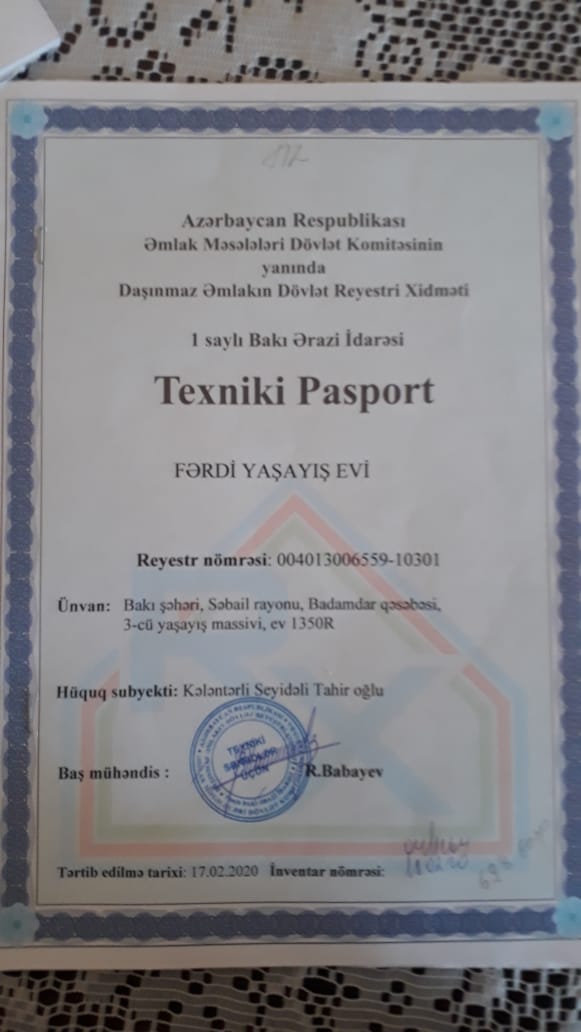 Azərbaycan Respublikası
Əmlak Məsələləri Dövlət Komitəsinin
yanında
Daşınmaz Əmlakın Dövlət Reyestri Xidməti
1 saylı Bakı Ərazi İdarəsi
Texniki Pasport
FƏRDİ YAŞAYIŞ EVİ
Reyestr nömrəsi: 004013006559-10301
Ünvan: Bakı şəhəri, Səbail rayonu, Badamdar qəsəbəsi,
3-cü yaşayış massivi, ev 1350R
Hüquq subyekti: Kələntərli Seyidəli Tahir oğlu
TEXNİKİ
SƏNƏDLƏR
ÜÇÜN
Baş mühəndis : R.Babayev
Tərtib edilmə tarixi: 17.02.2020 İnventar nömrəsi: